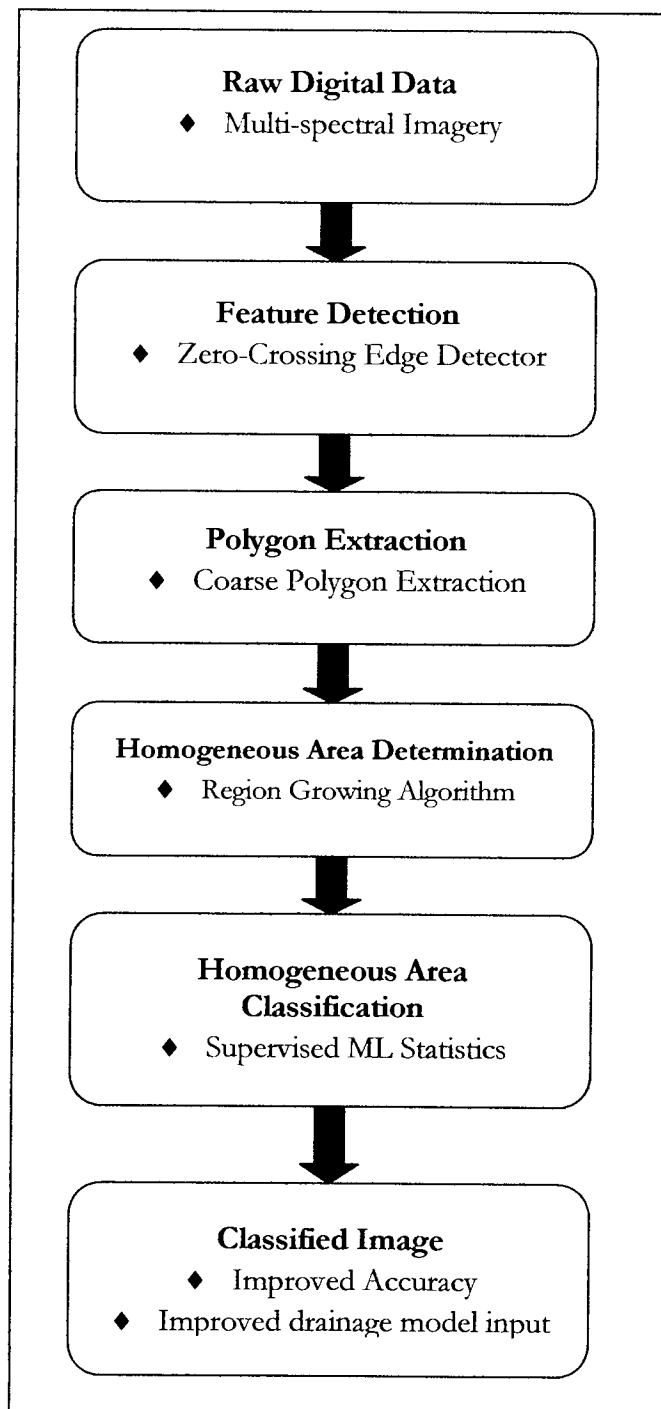 Raw Digital Data
♦ Multi-spectral Imagery
Feature Detection
♦ Zero-Crossing Edge Detector
Polygon Extraction
♦ Coarse Polygon Extraction
Homogeneous Area Determination
♦ Region Growing Algorithm
Homogeneous Area
Classification
♦ Supervised ML Statistics
Classified Image
♦ Improved Accuracy
♦ Improved drainage model input